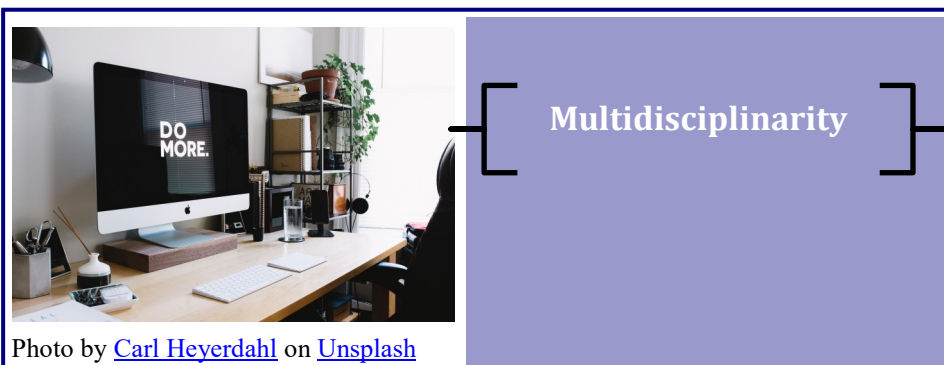 DO
MORE.
Multidisciplinarity
Photo by Carl Heyerdahl on Unsplash